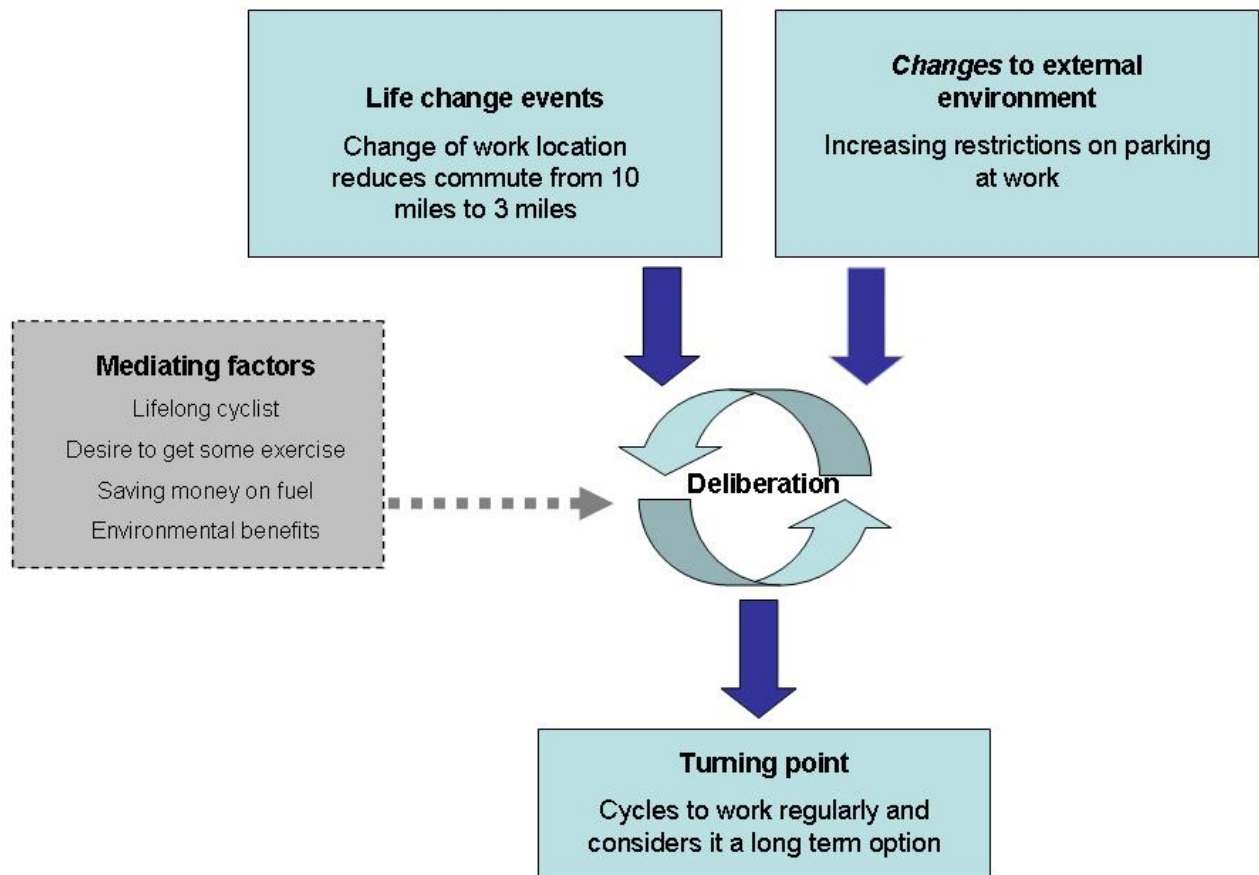 Life change events
Change of work location
reduces commute from 10
miles to 3 miles
Changes to external
environment
Increasing restrictions on parking
at work
Mediating factors
Lifelong cyclist
Desire to get some exercise
Saving money on fuel
Environmental benefits
Deliberation
Turning point
Cycles to work regularly and
considers it a long term option